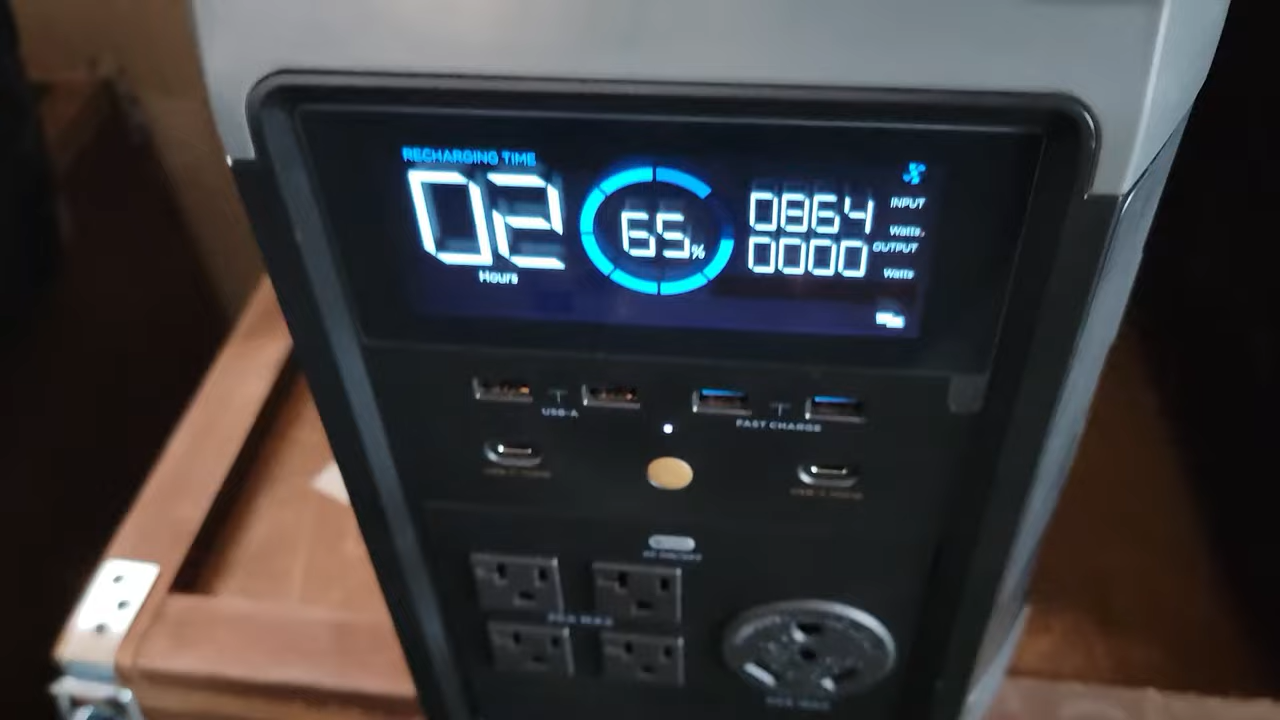 RECHARGING TIME
02
Hours
65%
0864
INPUT
Watts
0000
OUTPUT
Watts
USB-A
FAST CHARGE